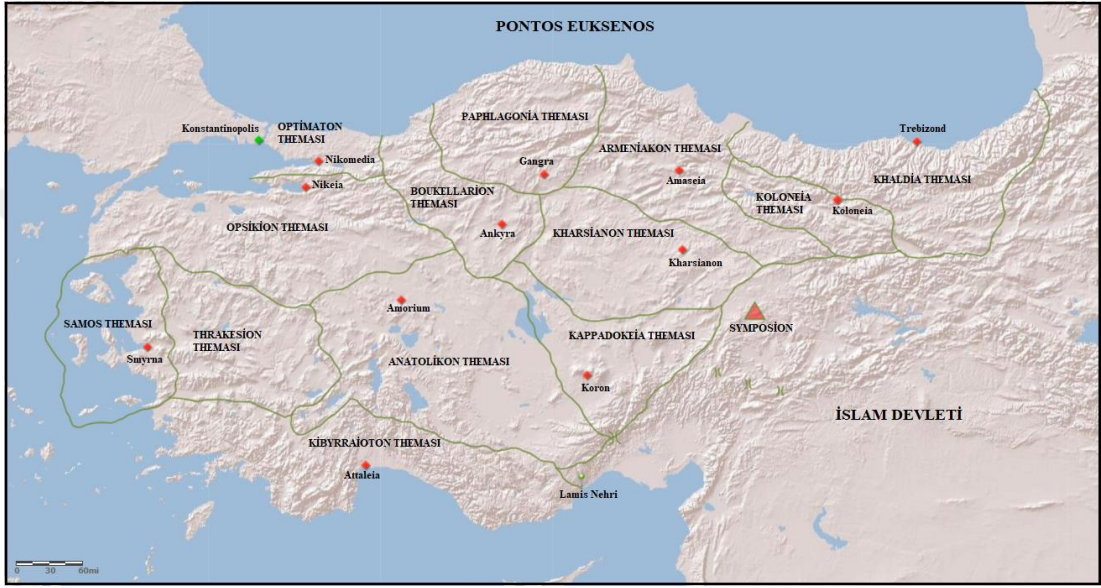 PONTOS EUKSENOS
PAPHLAGONİA THEMASI
Konstantinopolis
OPTİMATON
THEMASI
Trebizond
ARMENİAKON THEMASI
Nikomedia
Gangra
Amaseia
KHALDİA THEMASI
Nikeia
BOUKELLARİON
THEMASI
KOLONEİA
THEMASI
Koloneia
OPSİKİON THEMASI
Ankyra
KHARSİANON THEMASI
Kharsianon
Amorium
SAMOS THEMASI
THRAKESİON
THEMASI
SYMPOSİON
KAPPADOKEİA THEMASI
Smyrna
ANATOLİKON THEMASI
Koron
İSLAM DEVLETİ
KİBYRRAİOTON THEMASI
Attaleia
Lamis Nehri
0 30 60mi